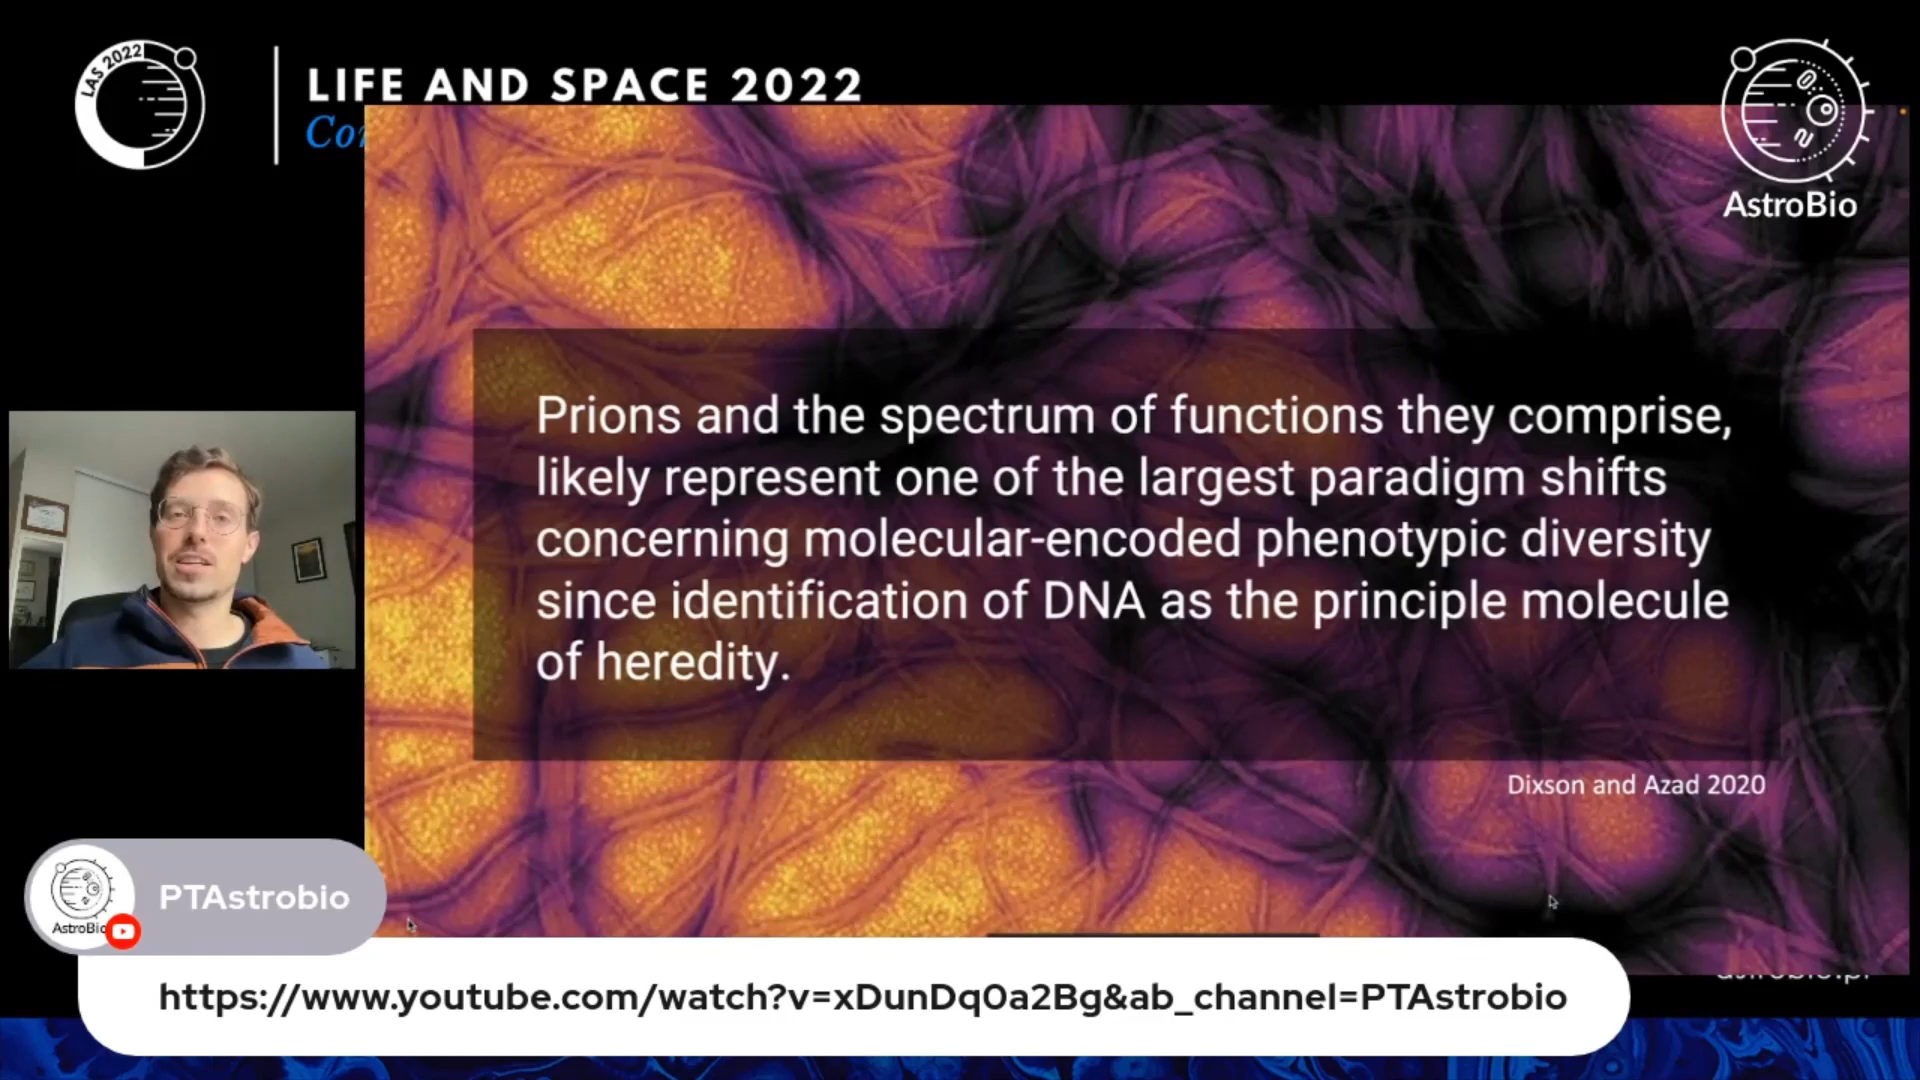 LAS 2022
LIFE AND SPACE 2022
AstroBio
Prions and the spectrum of functions they comprise,
likely represent one of the largest paradigm shifts
concerning molecular-encoded phenotypic diversity
since identification of DNA as the principle molecule
of heredity.
Dixson and Azad 2020
PTAstrobio
AstroBio
https://www.youtube.com/watch?v=xDunDq0a2Bg&ab_channel=PTAstrobio